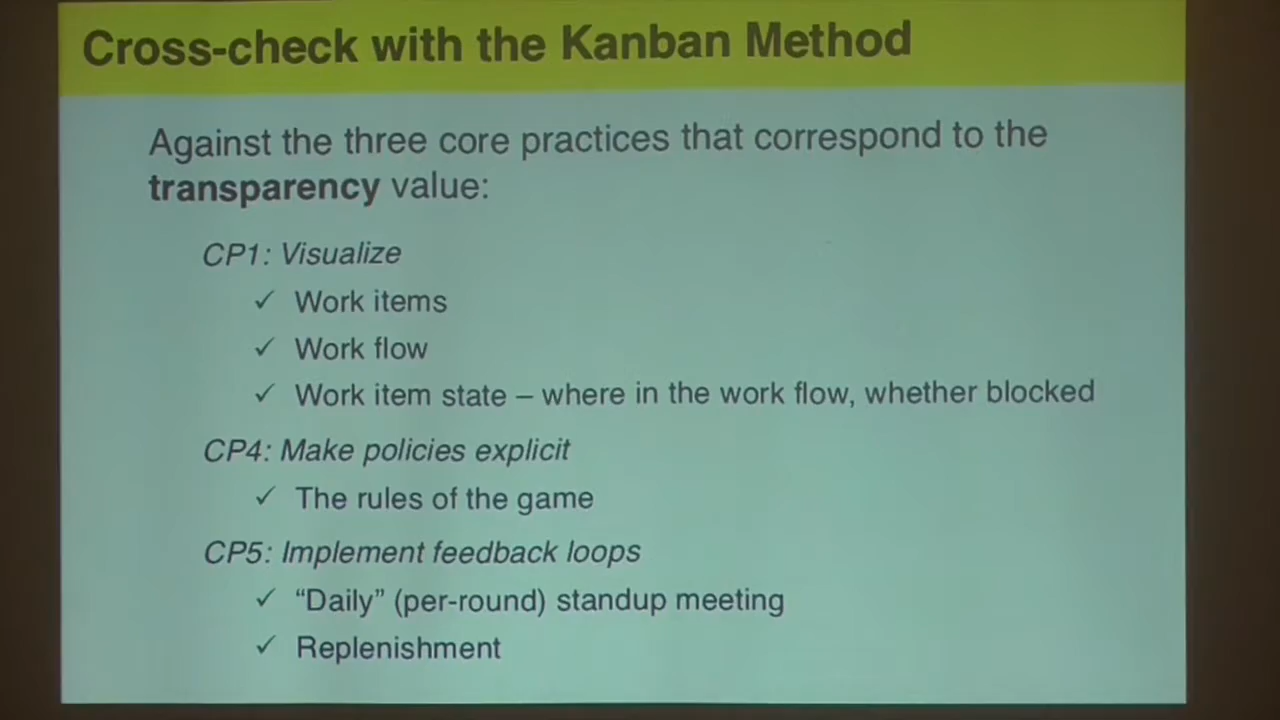 Cross-check with the Kanban Method
Against the three core practices that correspond to the
transparency value:
CP1: Visualize
✓ Work items
✓ Work flow
✓ Work item state – where in the work flow, whether blocked
CP4: Make policies explicit
✓ The rules of the game
CP5: Implement feedback loops
✓ “Daily” (per-round) standup meeting
✓ Replenishment